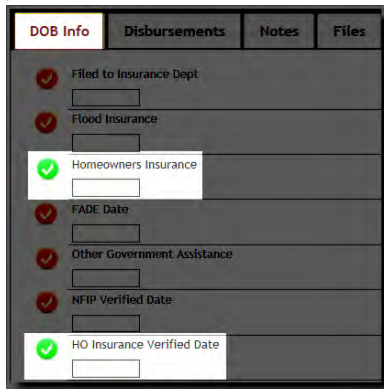 DOB Info Disbursements Notes Files
Filed to Insurance Dept
Flood Insurance
Homeowners Insurance
FADE Date
Other Government Assistance
NFIP Verified Date
HO Insurance Verified Date